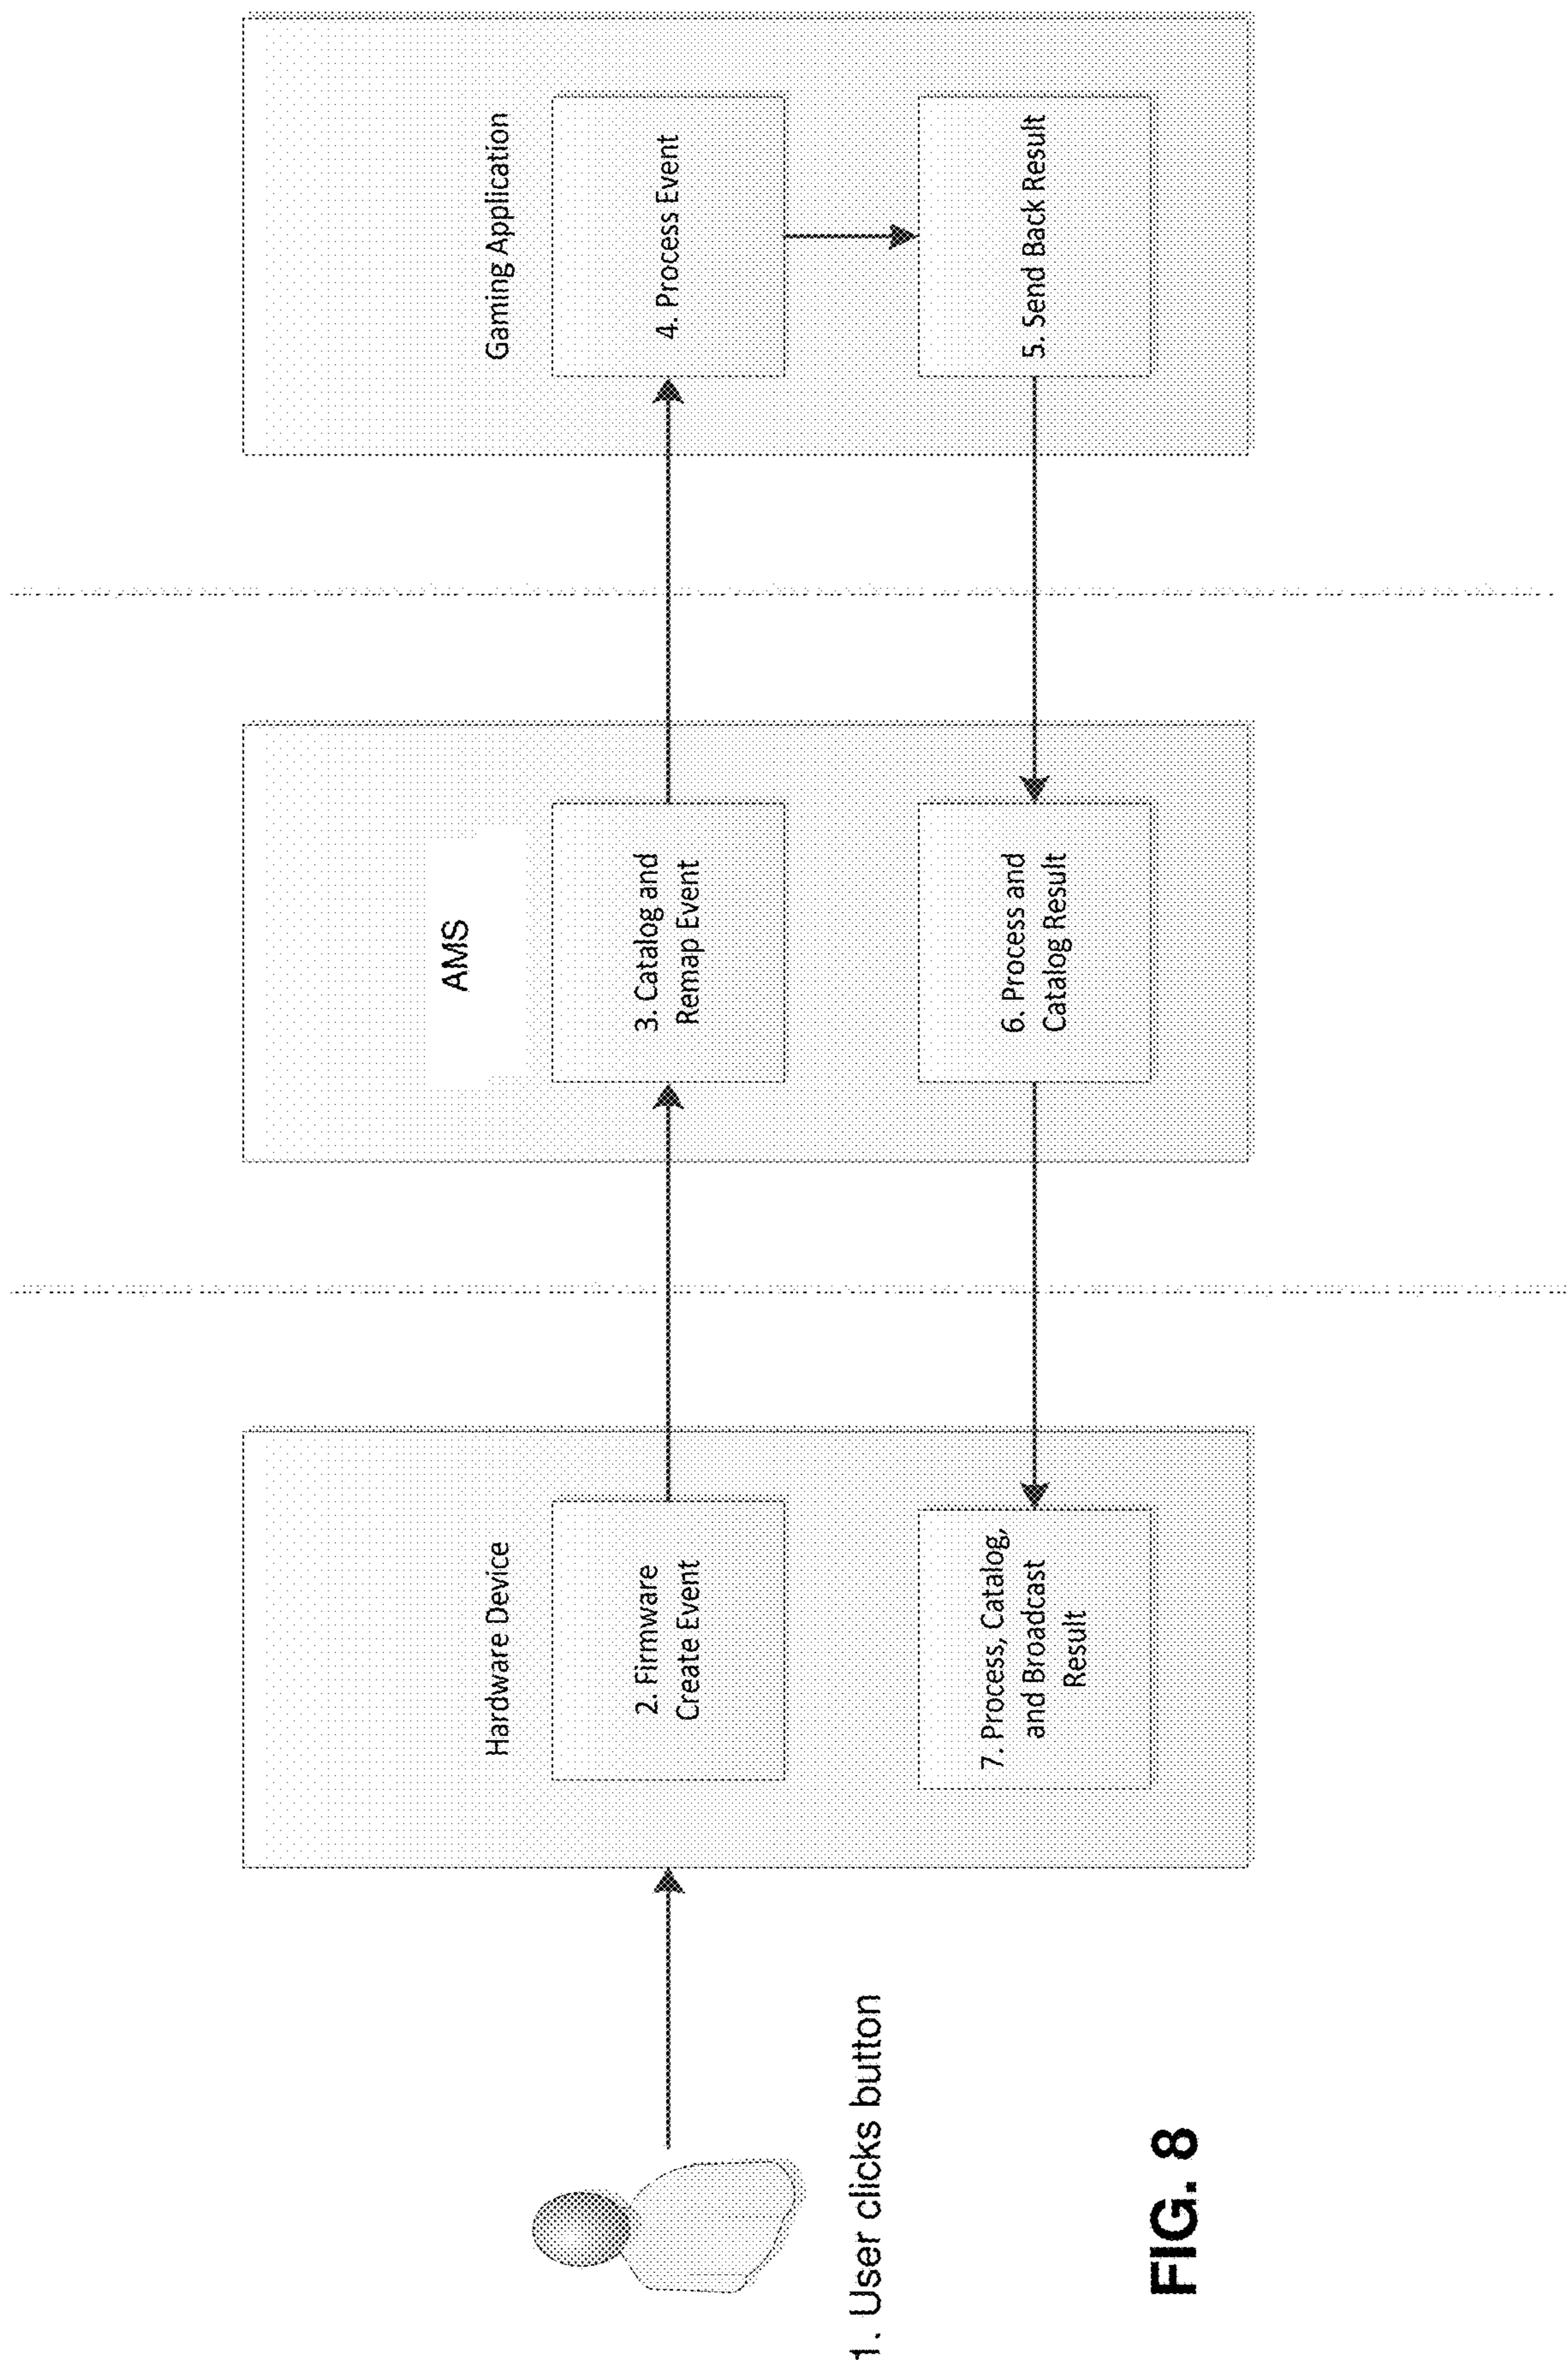 1. User clicks button
Hardware Device
2. Firmware
Create Event
7. Process, Catalog,
and Broadcast
Result
AMS
3. Catalog and
Remap Event
6. Process and
Catalog Result
Gaming Application
4. Process Event
5. Send Back Result
FIG. 8